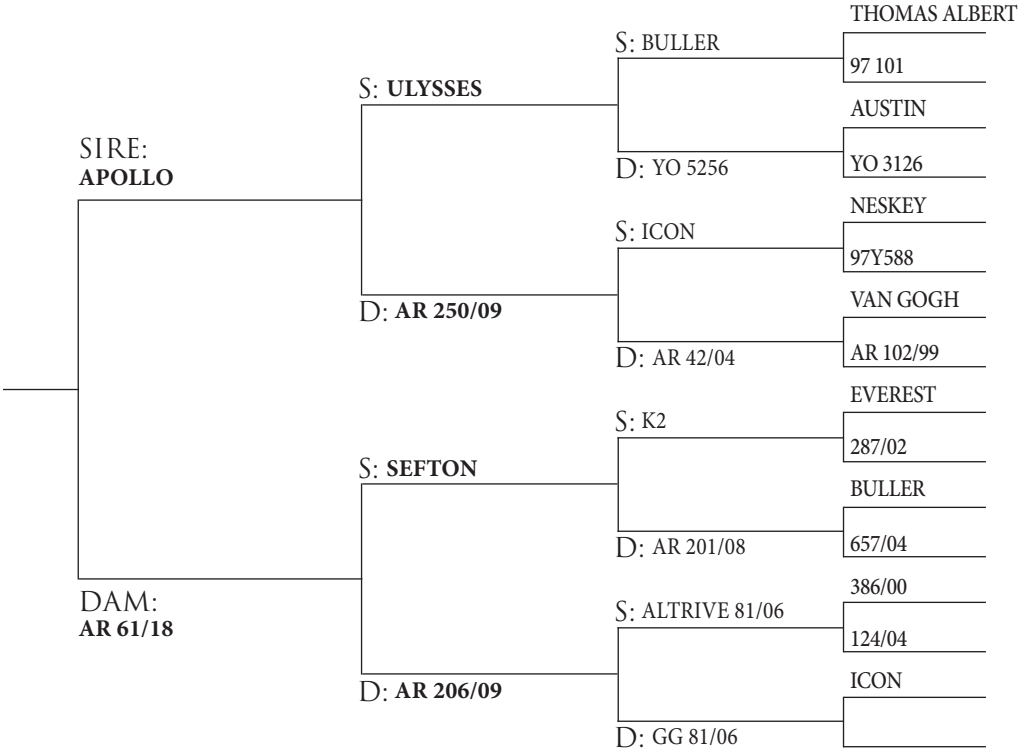 THOMAS ALBERT
S: BULLER
97 101
S: ULYSSES
AUSTIN
SIRE:
APOLLO
D: YO 5256
YO 3126
NESKEY
S: ICON
97Y588
D: AR 250/09
VAN GOGH
D: AR 42/04
AR 102/99
EVEREST
S: K2
287/02
S: SEFTON
BULLER
D: AR 201/08
657/04
386/00
DAM:
AR 61/18
S: ALTRIVE 81/06
124/04
D: AR 206/09
ICON
D: GG 81/06